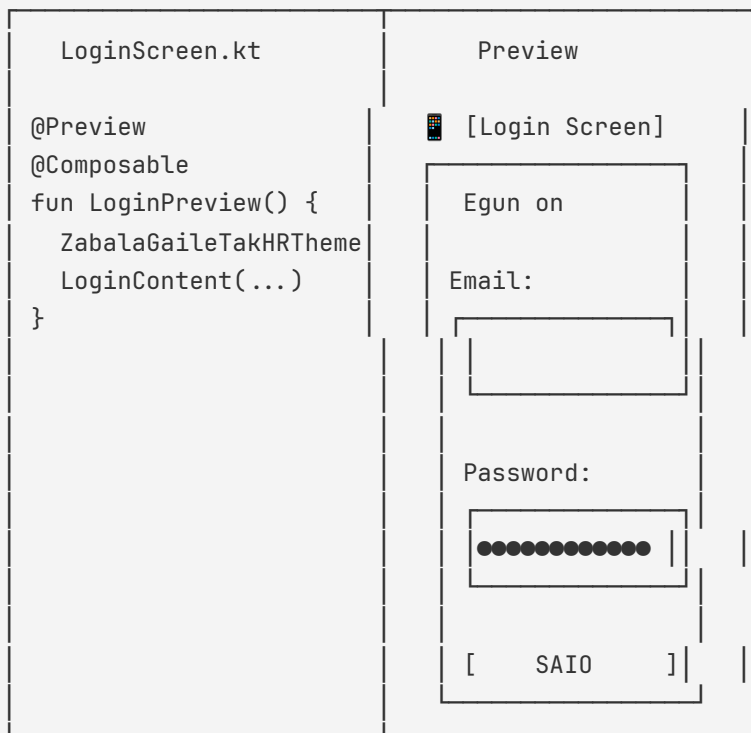 LoginScreen.kt
Preview
@Preview
@Composable
fun LoginPreview() {
ZabalaGaileTakHRTheme
LoginContent(...)
}
📱 [Login Screen]
Egun on
Email:
Password:
●●●●●●●●●●●●
[ SAIO ]